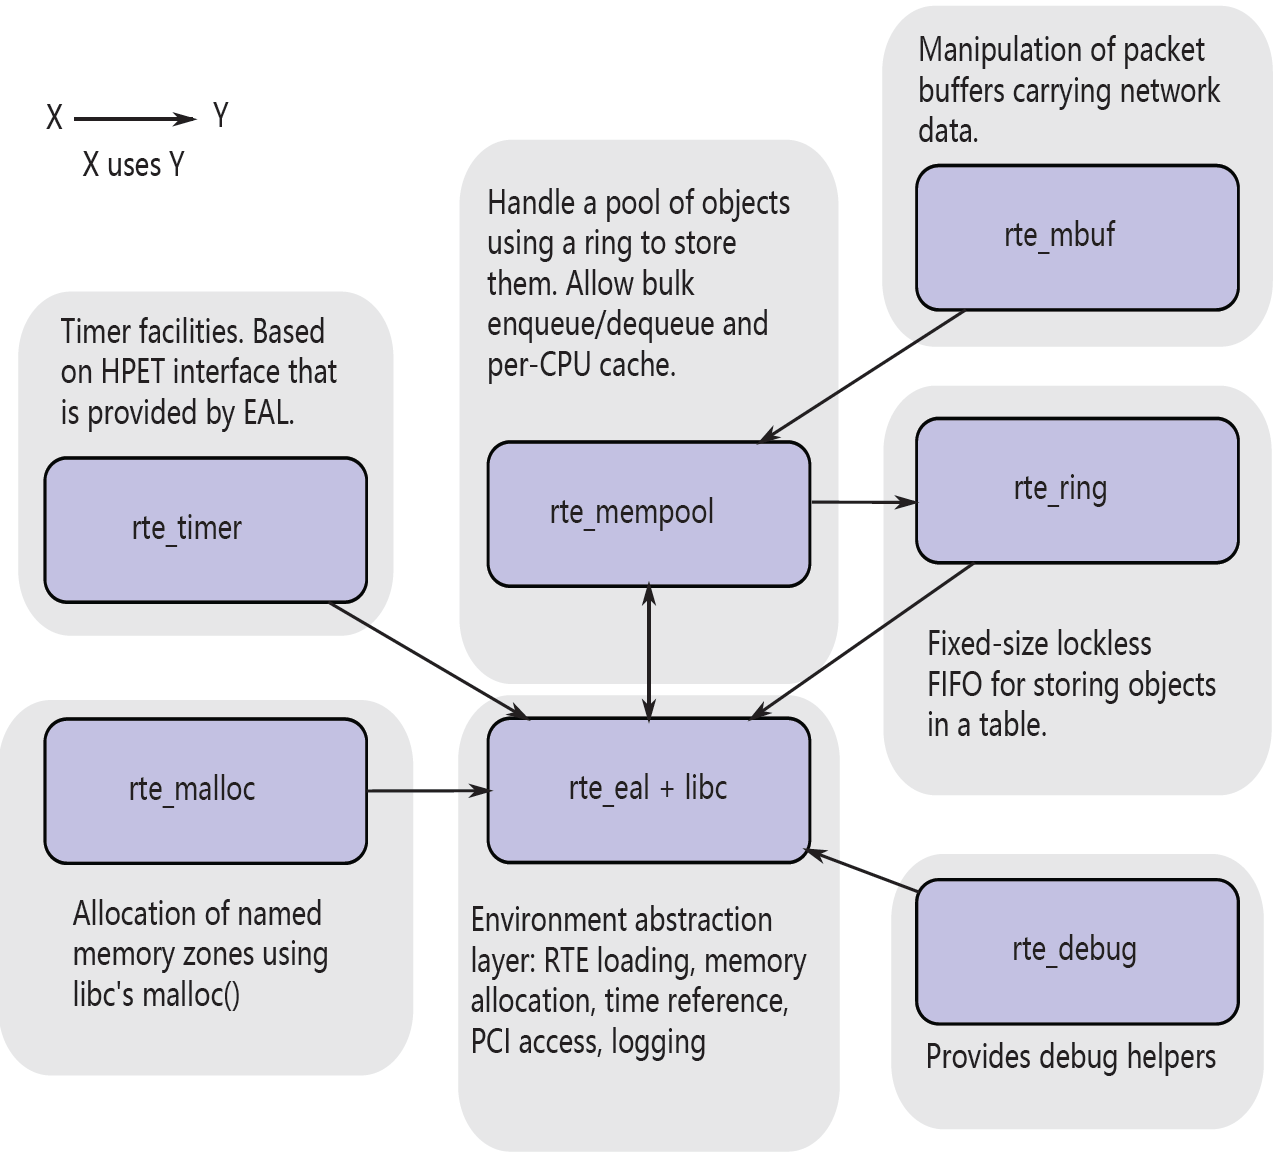 X
Y
X uses Y
Manipulation of packet
buffers carrying network
data.
rte_mbuf
Handle a pool of objects
using a ring to store
them. Allow bulk
enqueue/dequeue and
per-CPU cache.
rte_mempool
Timer facilities. Based
on HPET interface that
is provided by EAL.
rte_timer
rte_ring
Fixed-size lockless
FIFO for storing objects
in a table.
rte_malloc
Allocation of named
memory zones using
libc's malloc()
rte_eal + libc
Environment abstraction
layer: RTE loading, memory
allocation, time reference,
PCI access, logging
rte_debug
Provides debug helpers